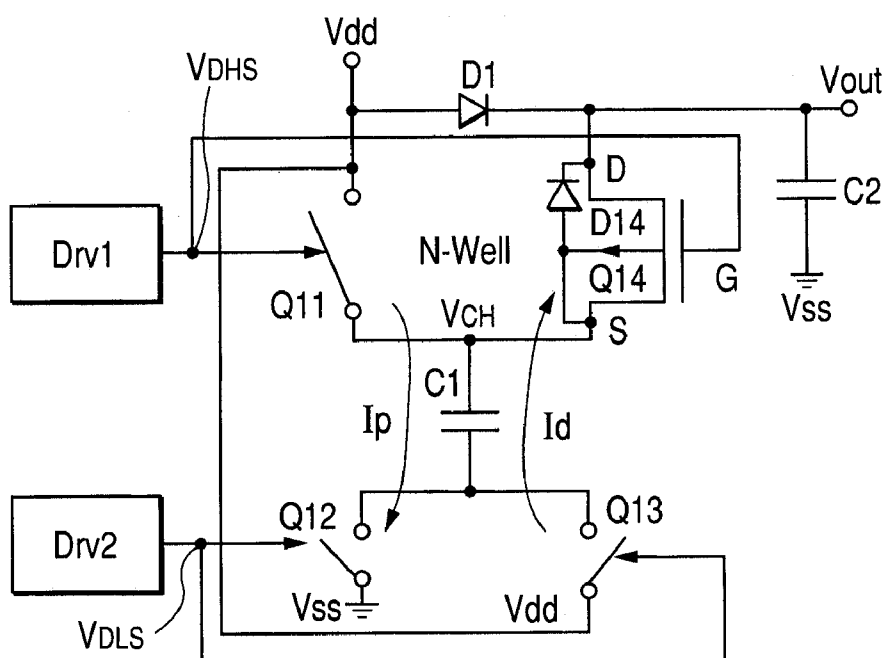 Vdd
VDHS
D1
Vout
D
C2
Drv1
N-Well
D14
Q14
G
Vss
Q11
VCH
S
C1
Ip
Id
Q12
Q13
Drv2
Vss
Vdd
VDLS